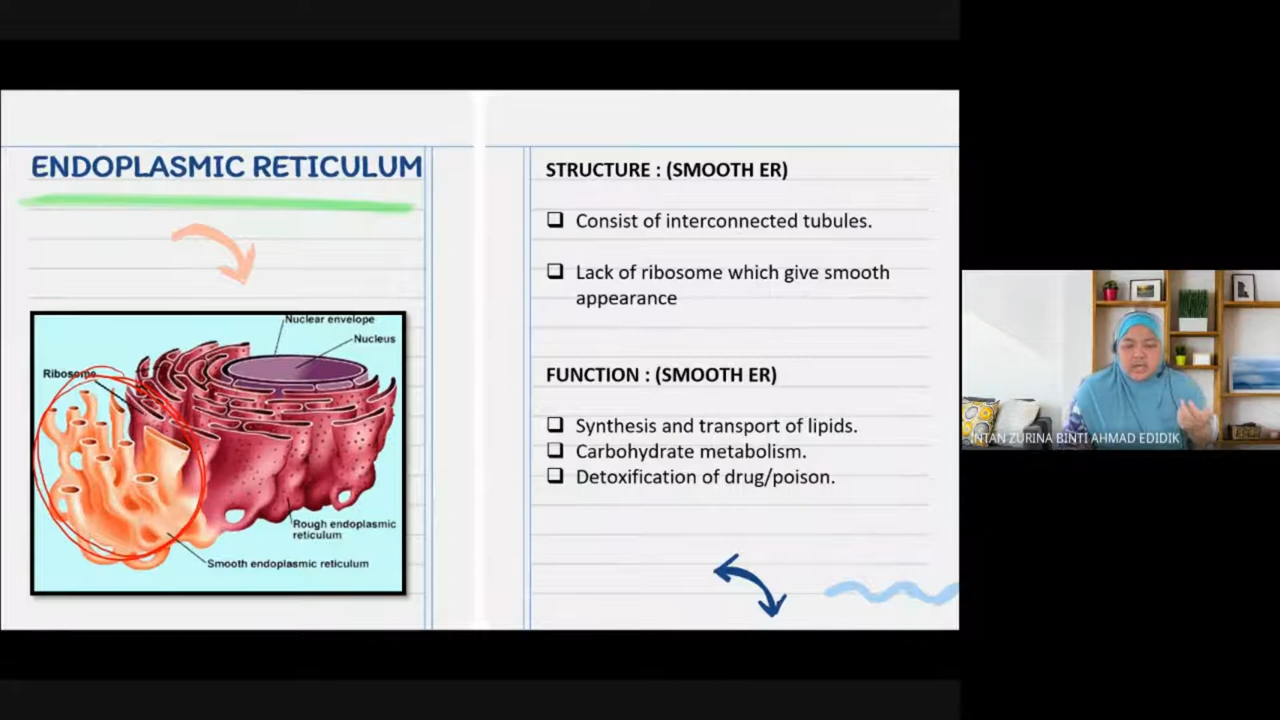 ENDOPLASMIC RETICULUM
Nuclear envelope
Nucleus
Ribosome
Rough endoplasmic
reticulum
Smooth endoplasmic reticulum
STRUCTURE : (SMOOTH ER)
Consist of interconnected tubules.
Lack of ribosome which give smooth
appearance
FUNCTION : (SMOOTH ER)
Synthesis and transport of lipids.
Carbohydrate metabolism.
Detoxification of drug/poison.
INTAN ZURINA BINTI AHMAD EDIDIK